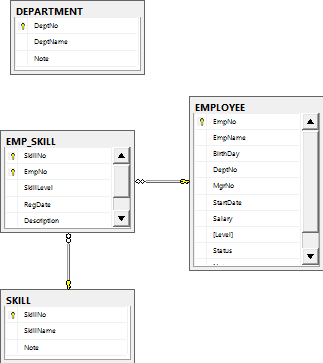 DEPARTMENT
DeptNo
DeptName
Note
EMPLOYEE
EmpNo
EmpName
BirthDay
DeptNo
MgrNo
StartDate
Salary
[Level]
Status
EMP_SKILL
SkillNo
EmpNo
SkillLevel
RegDate
Description
SKILL
SkillNo
SkillName
Note